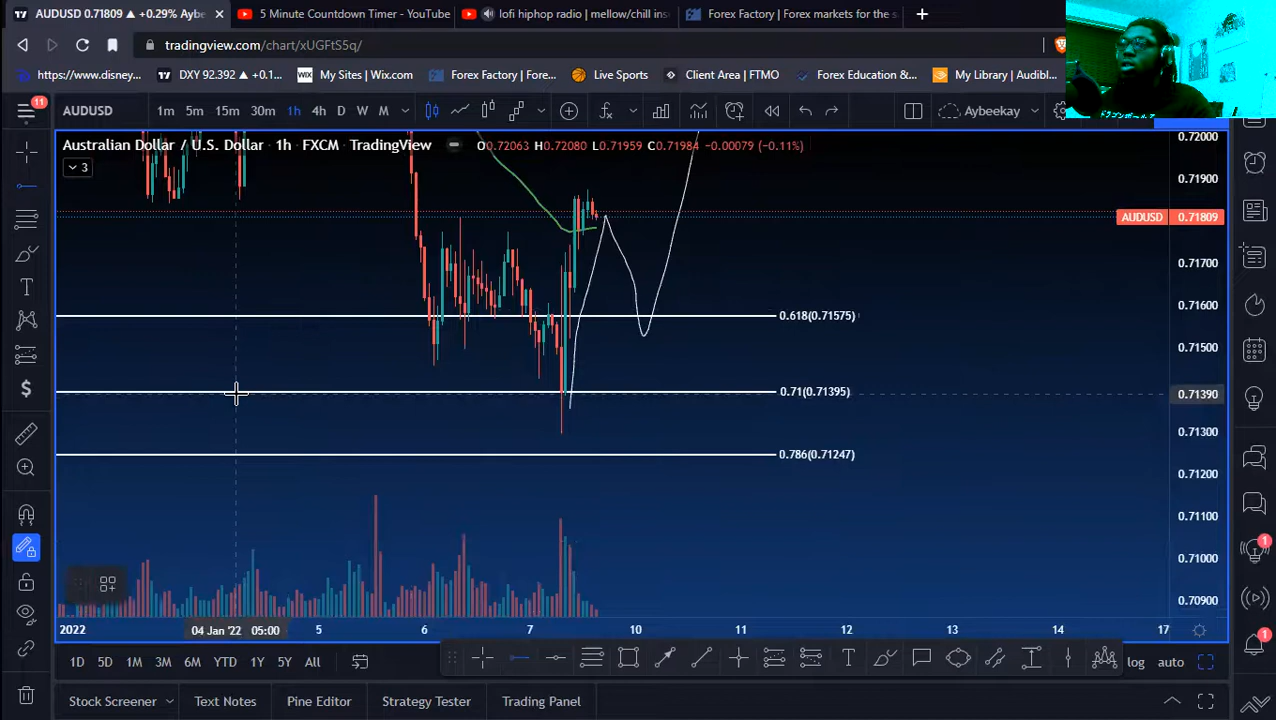 AUDUSD 0.71809 ▲ +0.29% Aybe
5 Minute Countdown Timer - YouTube
lofi hiphop radio | mellow/chill ins
Forex Factory | Forex markets for the s
tradingview.com/chart/xUGFtS5q/
https://www.disney...
DXY 92.392 ▲ +0.1...
My Sites | Wix.com
Forex Factory | Fore...
Live Sports
Client Area | FTMO
Forex Education &...
My Library | Audibl...
11
AUDUSD
1m 5m 15m 30m 1h 4h D W M
Aybeekay
Australian Dollar / U.S. Dollar · 1h · FXCM · TradingView
O0.72063 H0.72080 L0.71959 C0.71984 −0.00079 (−0.11%)
3
0.72000
0.71900
AUDUSD 0.71809
0.71700
0.71600
0.618(0.71575)
0.71500
0.71(0.71395)
0.71390
0.71300
0.786(0.71247)
0.71200
0.71100
0.71000
0.70900
1
1
2022
04 Jan '22 05:00
5 6 7 10 11 12 13 14 17
1D 5D 1M 3M 6M YTD 1Y 5Y All
log auto
Stock Screener
Text Notes
Pine Editor
Strategy Tester
Trading Panel